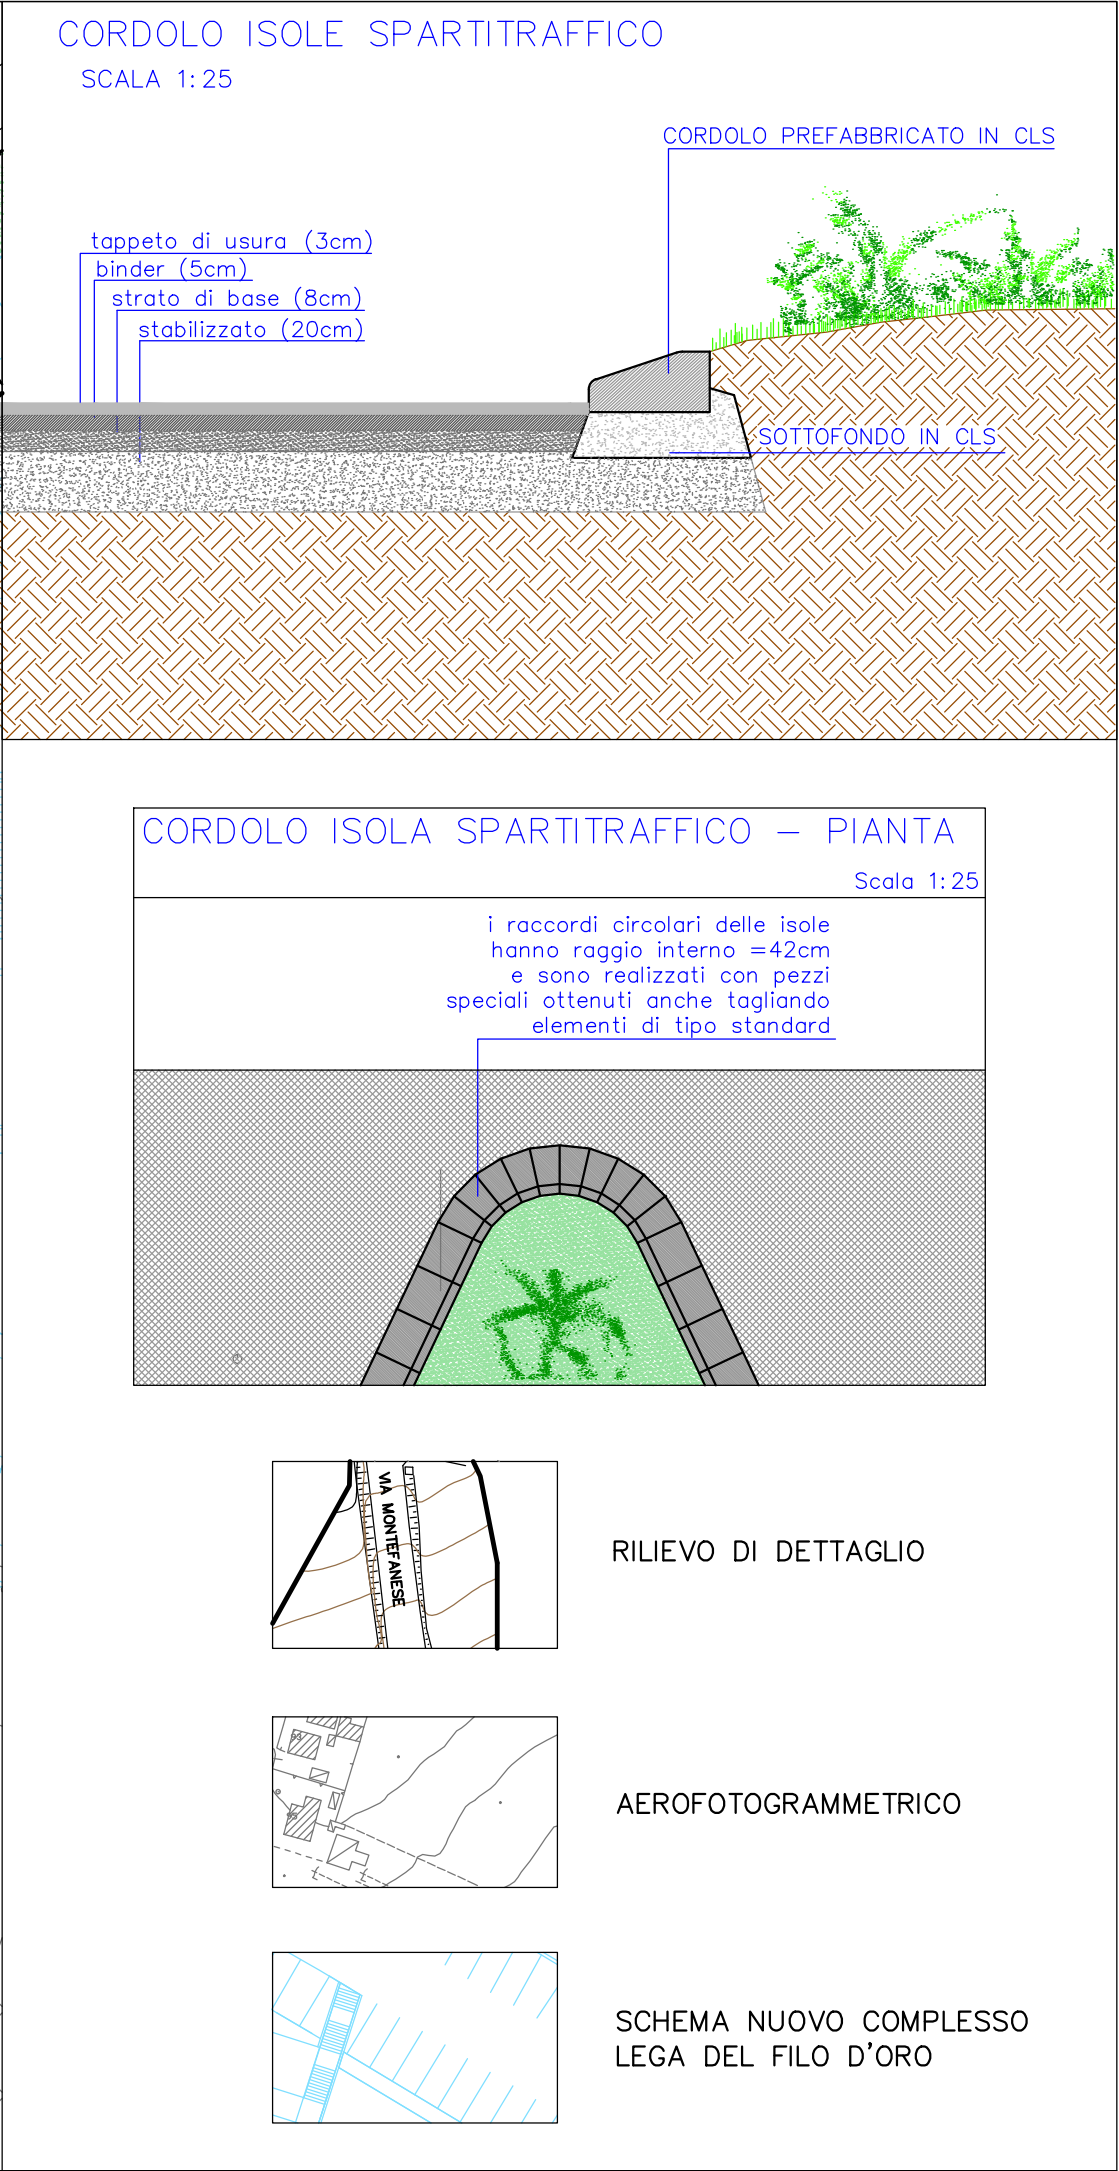 CORDOLO ISOLE SPARTITRAFFICO
SCALA 1:25
CORDOLO PREFABBRICATO IN CLS
tappeto di usura (3cm)
binder (5cm)
strato di base (8cm)
stabilizzato (20cm)
SOTTOFONDO IN CLS
CORDOLO ISOLA SPARTITRAFFICO – PIANTA
Scala 1:25
i raccordi circolari delle isole
hanno raggio interno =42cm
e sono realizzati con pezzi
speciali ottenuti anche tagliando
elementi di tipo standard
VIA MONTEFANESE
RILIEVO DI DETTAGLIO
AEROFOTOGRAMMETRICO
SCHEMA NUOVO COMPLESSO
LEGA DEL FILO D'ORO